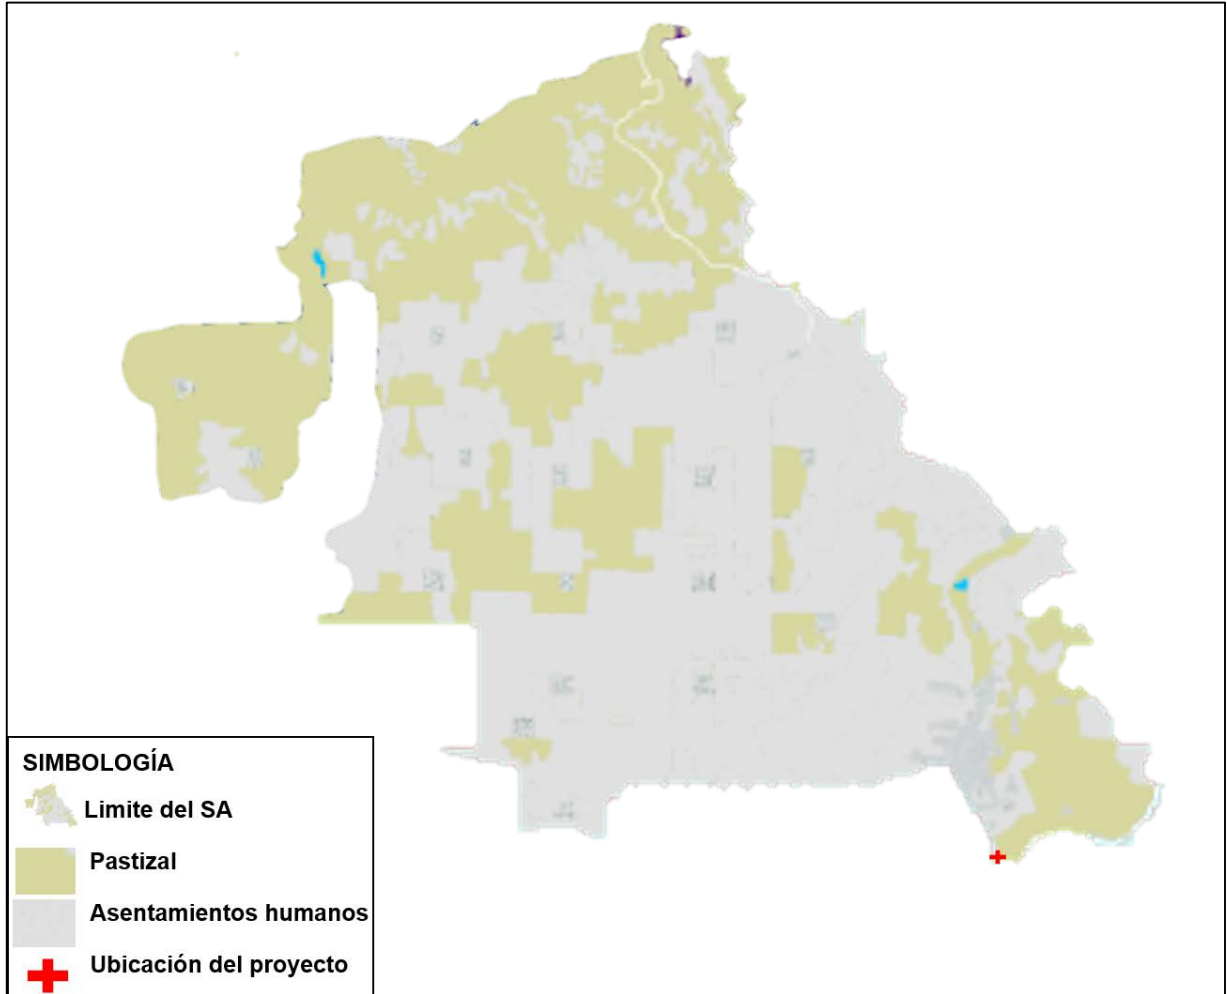 SIMBOLOGÍA
Limite del SA
Pastizal
Asentamientos humanos
Ubicación del proyecto